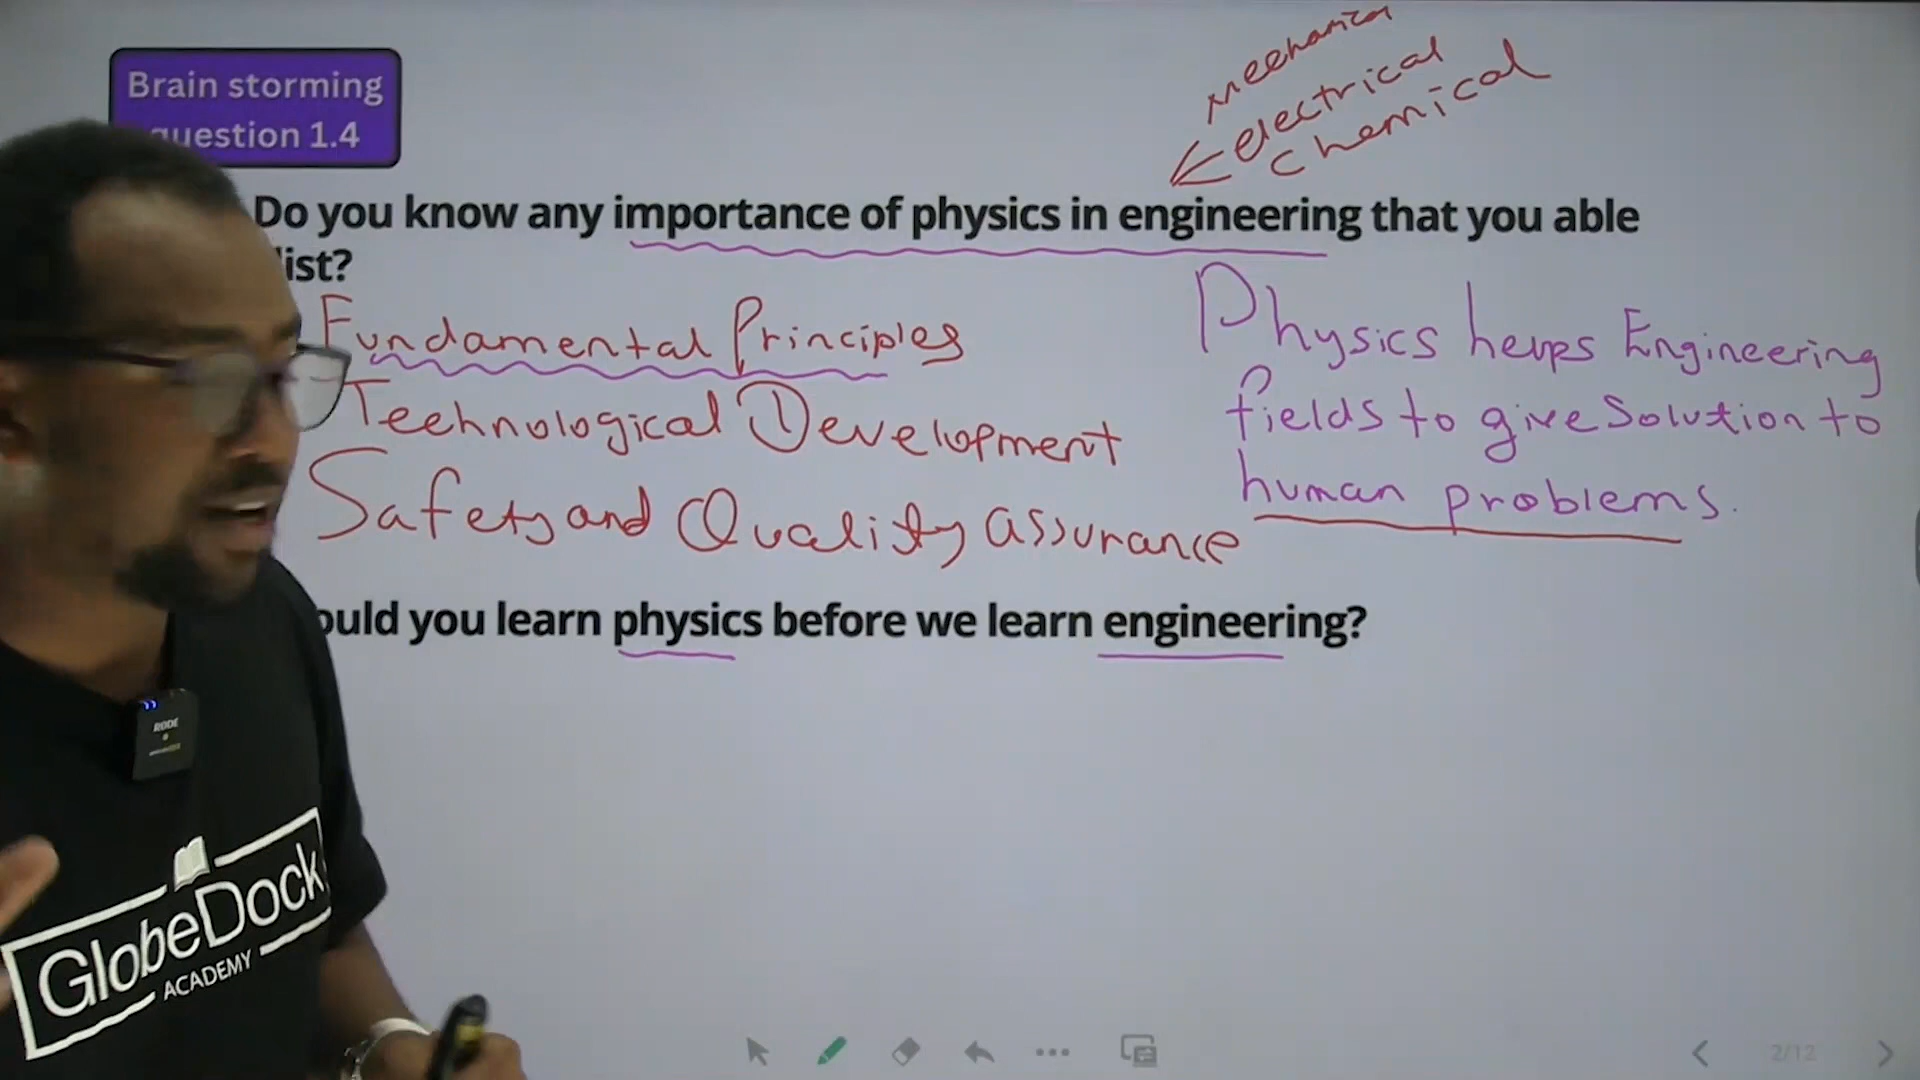 Brain storming
question 1.4
mechanical
electrical
chemical
Do you know any importance of physics in engineering that you able
list?
Fundamental Principles
Technological Development
Safety and Quality assurance
Physics helps Engineering
fields to give solution to
human problems.
ould you learn physics before we learn engineering?
RODE
GlobeDock
ACADEMY
2/12